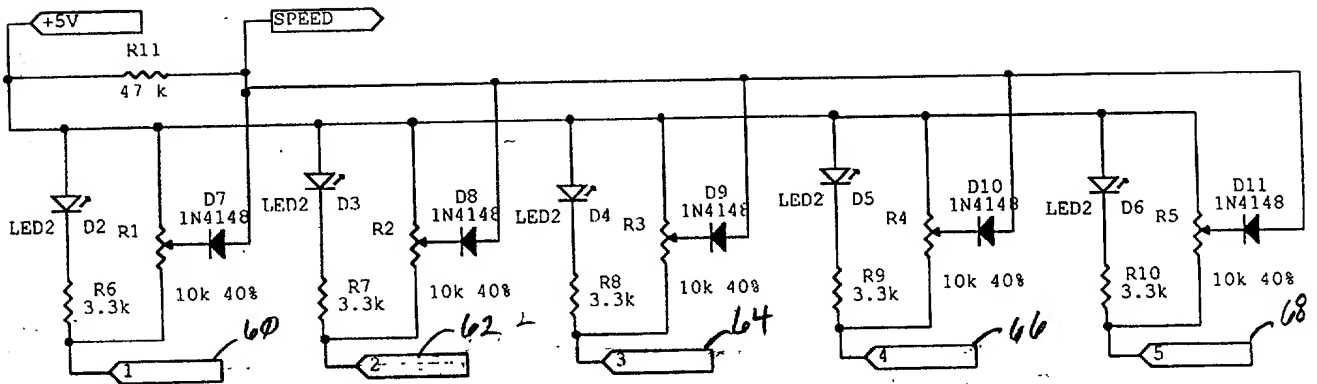 +5V
SPEED
R11
47 k
LED2
D2
R1
D7
1N4148
R6
3.3k
10k 40%
LED2
D3
R2
D8
1N4148
R7
3.3k
10k 40%
LED2
D4
R3
D9
1N4148
R8
3.3k
10k 40%
LED2
D5
R4
D10
1N4148
R9
3.3k
10k 40%
LED2
D6
R5
D11
1N4148
R10
3.3k
10k 40%
1
60
2
62
3
64
4
66
5
68